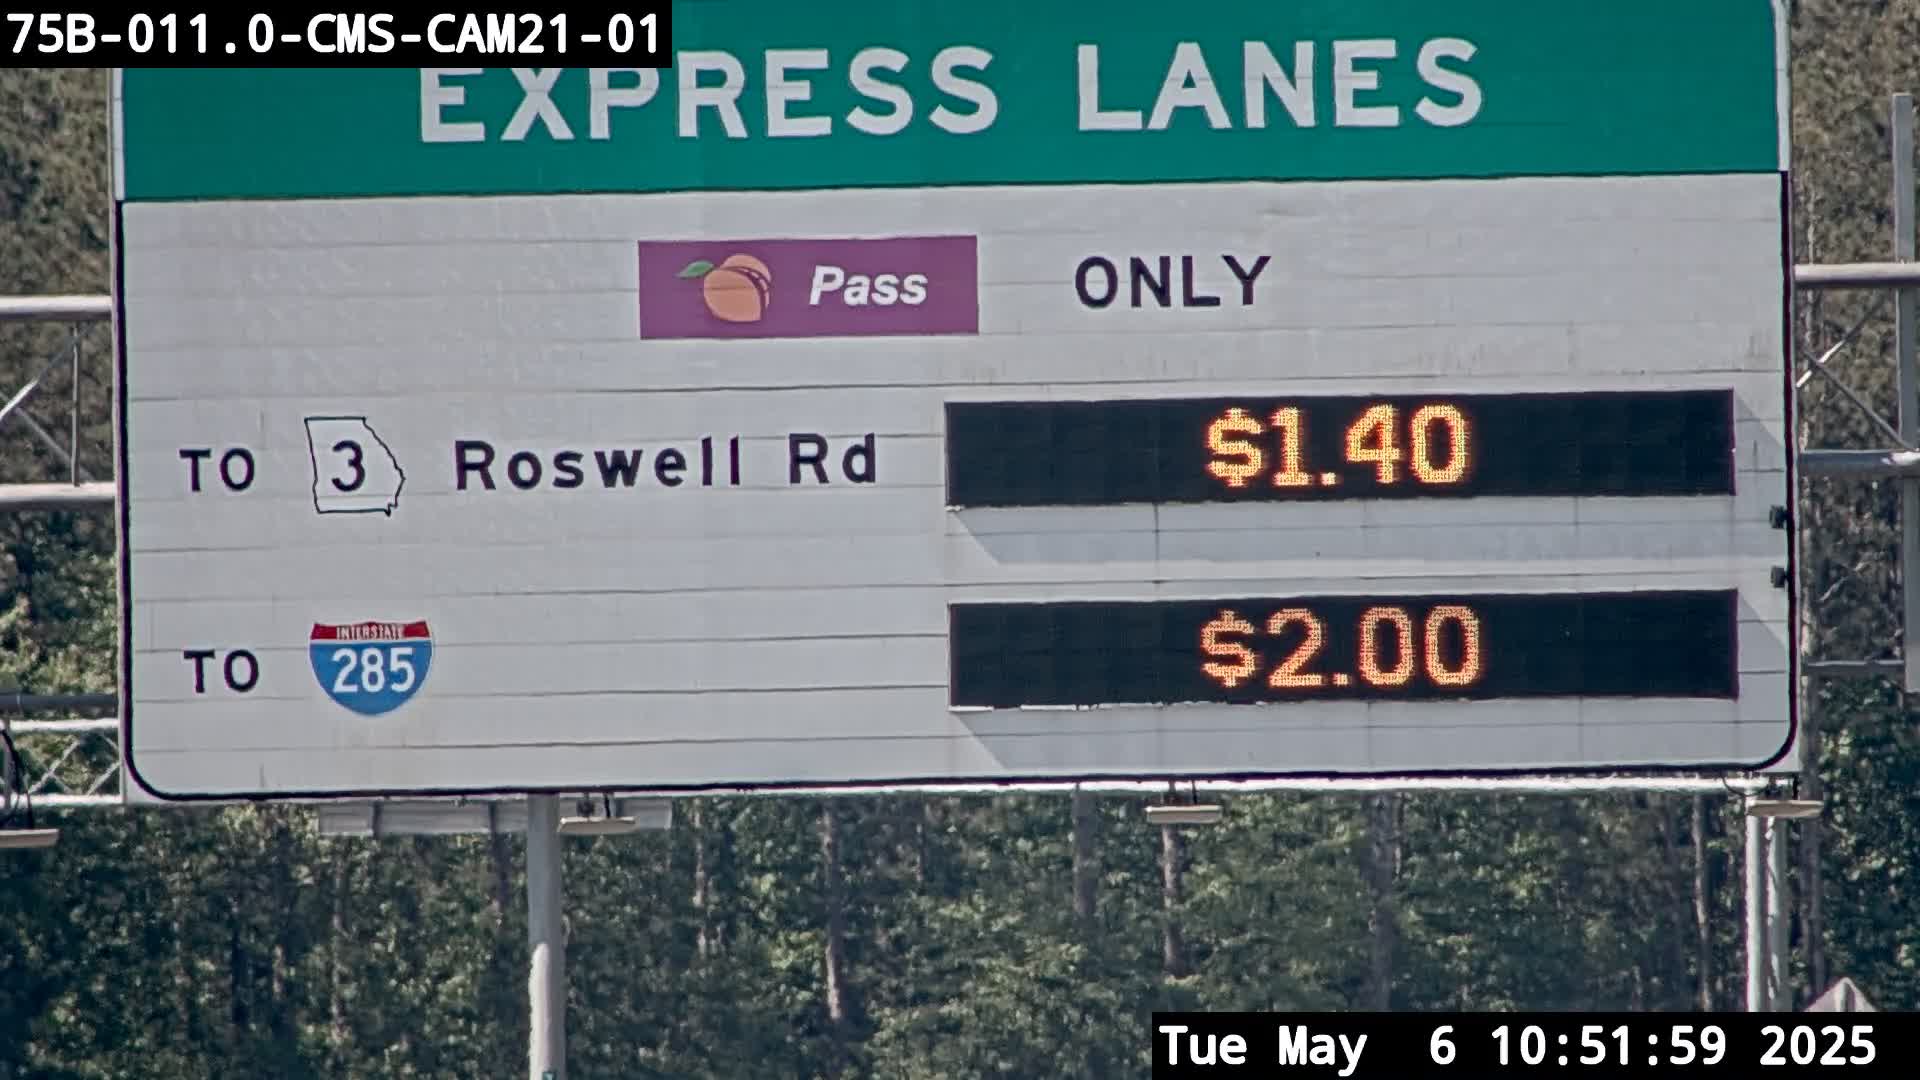 75B-011.0-CMS-CAM21-01
EXPRESS LANES
Pass ONLY
TO 3 Roswell Rd $1.40
INTERSTATE
TO 285 $2.00
Tue May 6 10:51:59 2025